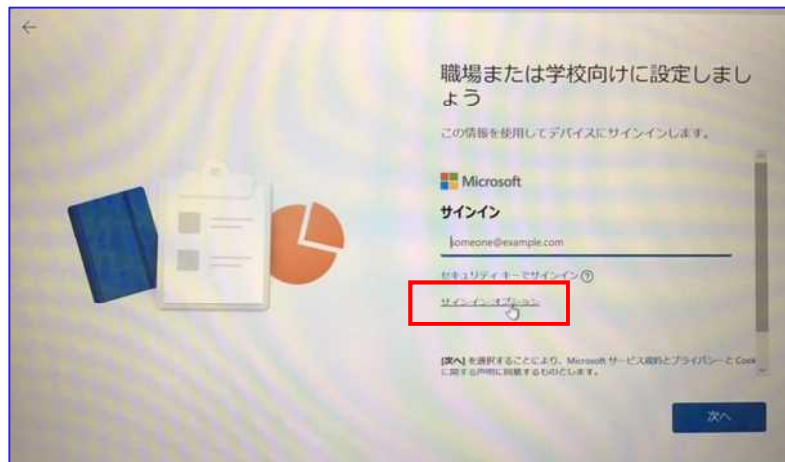 職場または学校向けに設定しまし
ょう
この情報を使用してデバイスにサインインします。
Microsoft
サインイン
someone@example.com
セキュリティ キーでサインイン
サインイン オプション
[次へ] を選択することにより、Microsoft サービス規約とプライバシーと Cook
に関する声明に同意するものとします。
次へ